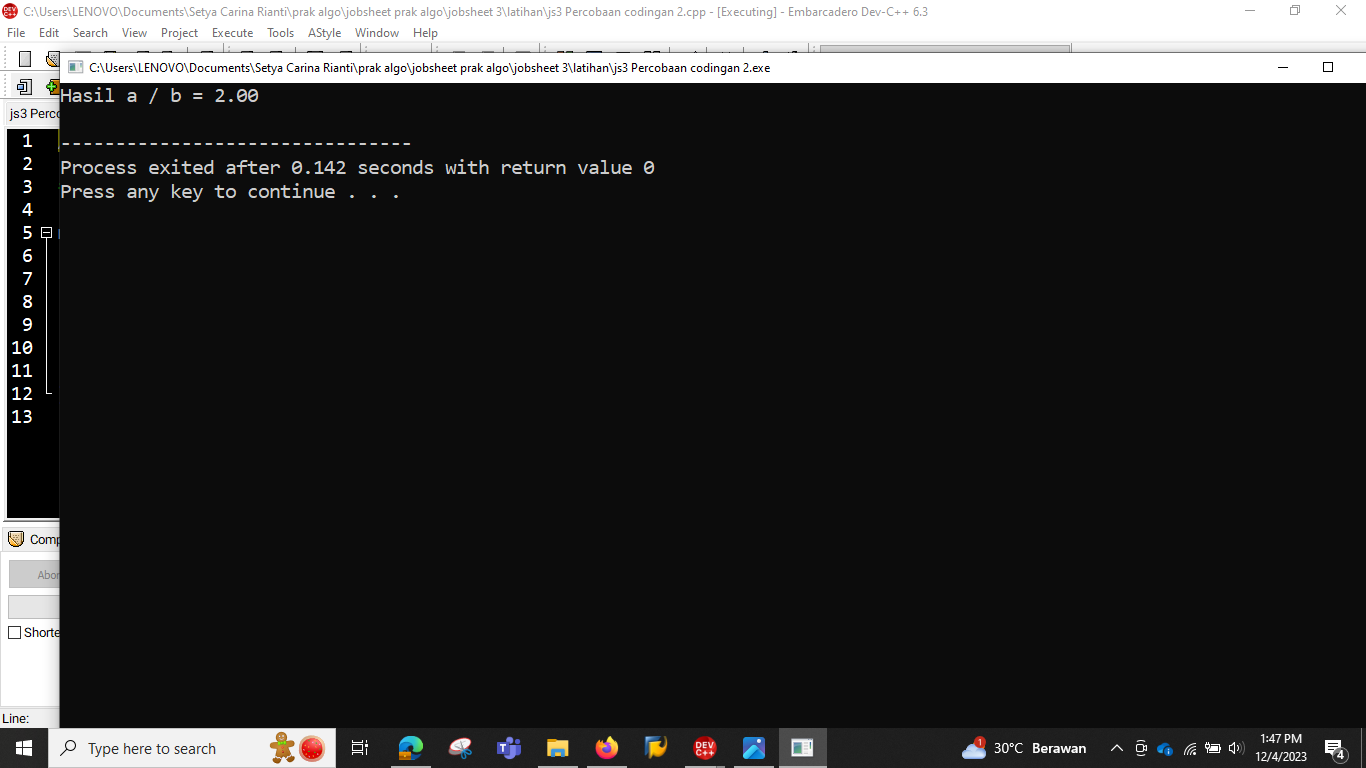 C:\Users\LENOVO\Documents\Setya Carina Rianti\prak algo\jobsheet prak algo\jobsheet 3\latihan\js3 Percobaan codingan 2.cpp - [Executing] - Embarcadero Dev-C++ 6.3
File Edit Search View Project Execute Tools AStyle Window Help
C:\Users\LENOVO\Documents\Setya Carina Rianti\prak algo\jobsheet prak algo\jobsheet 3\latihan\js3 Percobaan codingan 2.exe
js3 Perco
Hasil a / b = 2.00
--------------------------------
Process exited after 0.142 seconds with return value 0
Press any key to continue . . .
1
2
3
4
5
6
7
8
9
10
11
12
13
Comp
Abor
Shorte
Line:
Type here to search
DEV C++
1
30°C Berawan
1:47 PM
12/4/2023
4